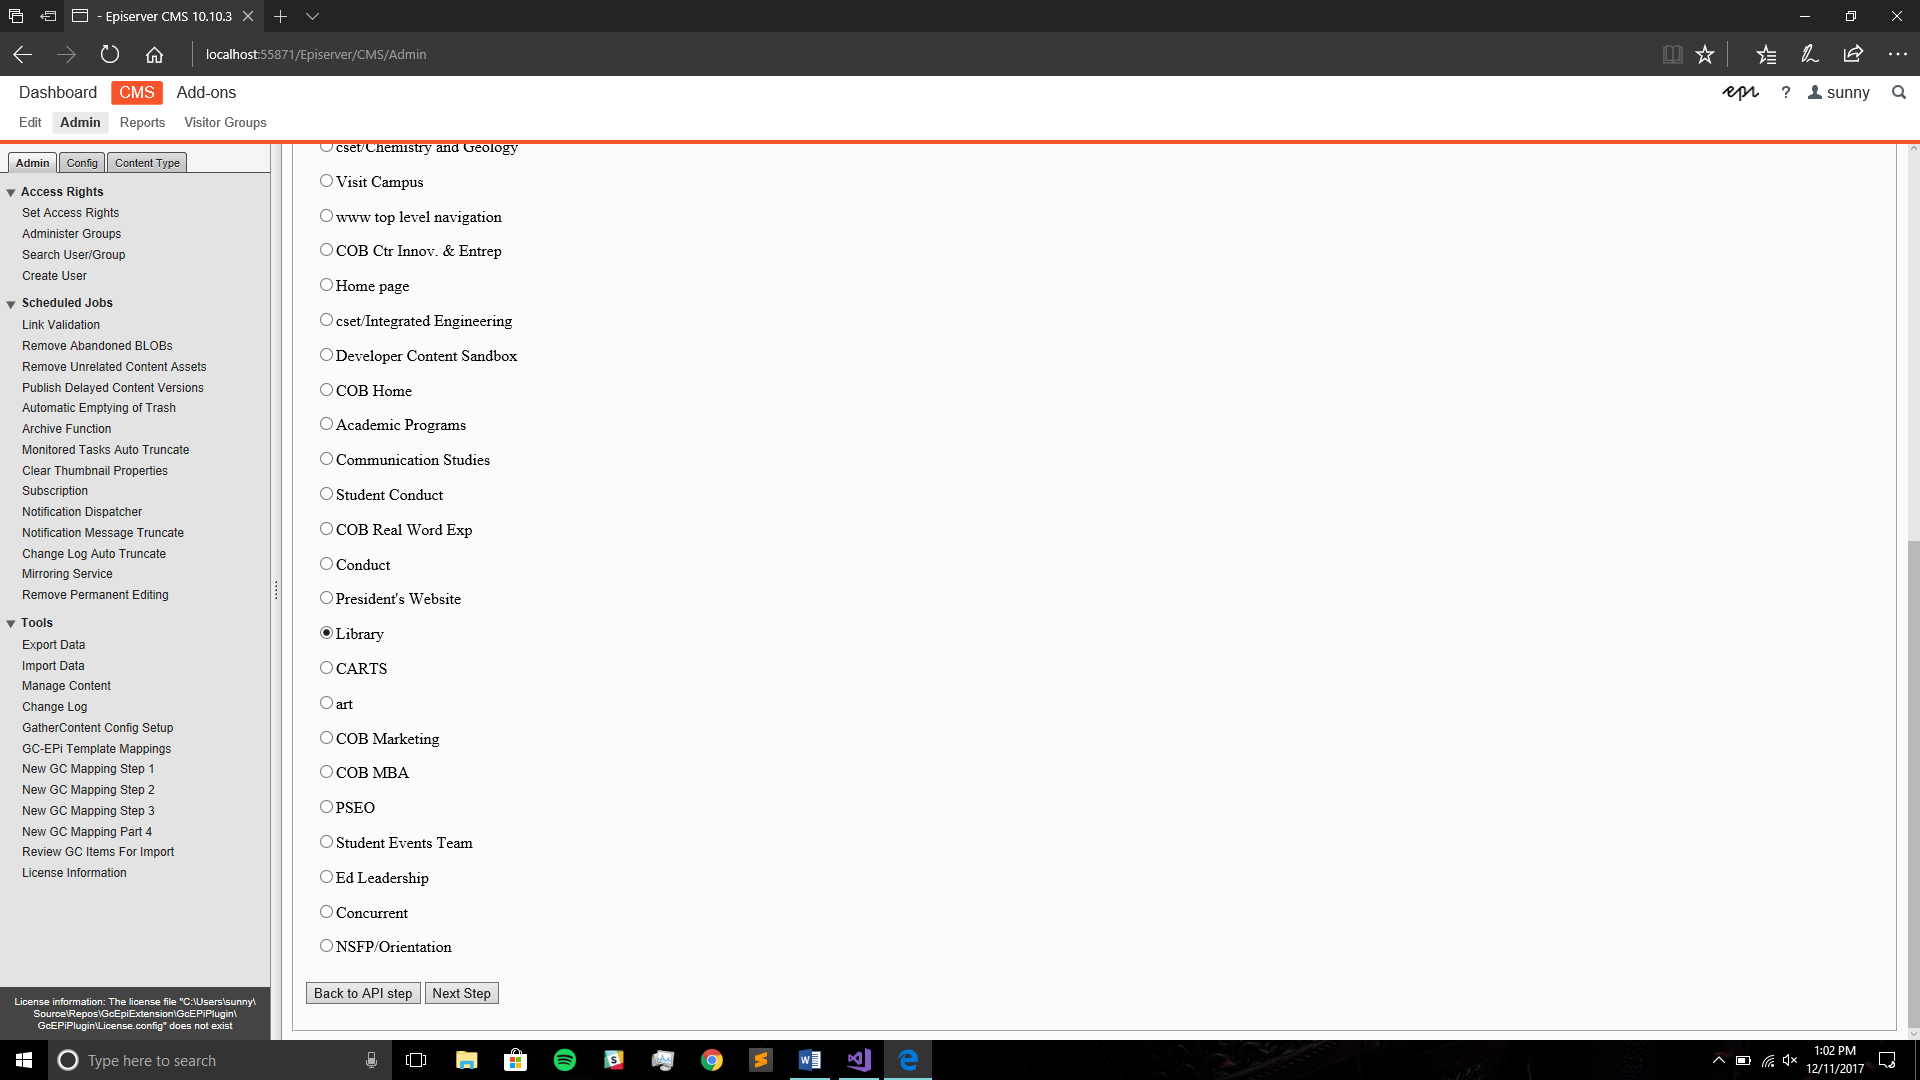 - Episerver CMS 10.10.3
localhost:55871/Episerver/CMS/Admin
Dashboard CMS Add-ons
epi ? sunny
Edit Admin Reports Visitor Groups
Admin Config Content Type
Access Rights
Set Access Rights
Administer Groups
Search User/Group
Create User
Scheduled Jobs
Link Validation
Remove Abandoned BLOBs
Remove Unrelated Content Assets
Publish Delayed Content Versions
Automatic Emptying of Trash
Archive Function
Monitored Tasks Auto Truncate
Clear Thumbnail Properties
Subscription
Notification Dispatcher
Notification Message Truncate
Change Log Auto Truncate
Mirroring Service
Remove Permanent Editing
Tools
Export Data
Import Data
Manage Content
Change Log
GatherContent Config Setup
GC-EPi Template Mappings
New GC Mapping Step 1
New GC Mapping Step 2
New GC Mapping Step 3
New GC Mapping Part 4
Review GC Items For Import
License Information
License information: The license file "C:\Users\sunny\
Source\Repos\GcEpiExtension\GcEPiPlugin\
GcEPiPlugin\License.config" does not exist
cset/Chemistry and Geology
Visit Campus
www top level navigation
COB Ctr Innov. & Entrep
Home page
cset/Integrated Engineering
Developer Content Sandbox
COB Home
Academic Programs
Communication Studies
Student Conduct
COB Real Word Exp
Conduct
President's Website
Library
CARTS
art
COB Marketing
COB MBA
PSEO
Student Events Team
Ed Leadership
Concurrent
NSFP/Orientation
Back to API step Next Step
Type here to search
1:02 PM
12/11/2017